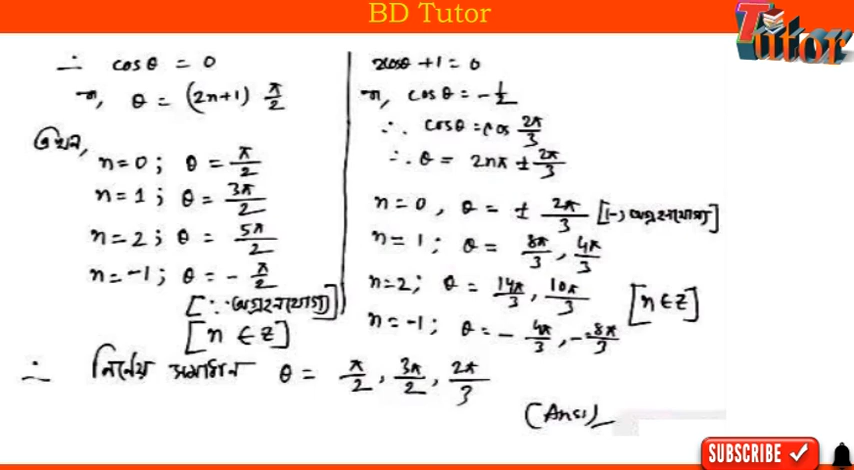 BD Tutor
Tutor
∴ cosθ = 0
বা, θ = (2n+1) π/2
এখন,
n=0; θ = π/2
n=1; θ = 3π/2
n=2; θ = 5π/2
n=-1; θ = -π/2
[∵ অগ্রহনযোগ্য]
[n ∈ Z]
2cosθ + 1 = 0
বা, cosθ = -1/2
∴ cosθ = cos 2π/3
∴ θ = 2nπ ± 2π/3
n=0, θ = ± 2π/3 [(-) অগ্রহনযোগ্য]
n=1; θ = 8π/3, 4π/3
n=2; θ = 14π/3, 10π/3 [n ∈ Z]
n=-1; θ = -4π/3, -8π/3
∴ নির্নেয় সমাধান θ = π/2, 3π/2, 2π/3
(Ans:)
SUBSCRIBE